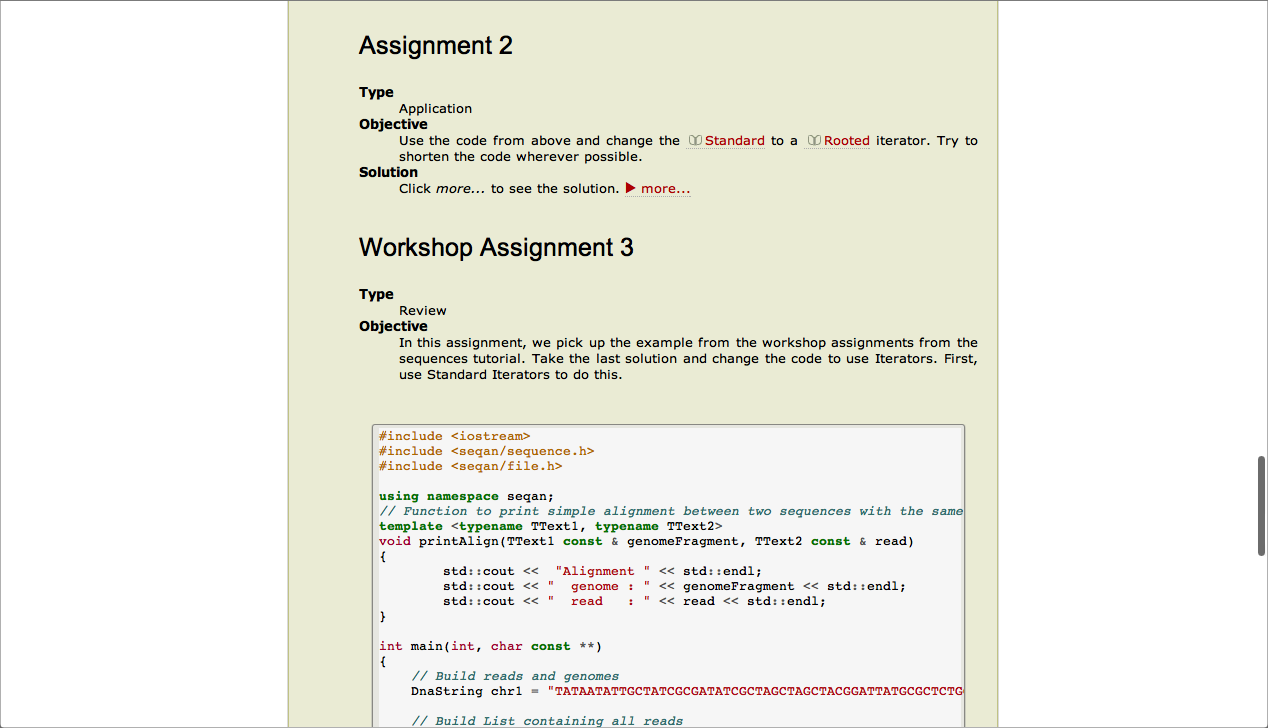 Assignment 2
Type
Application
Objective
Use the code from above and change the Standard to a Rooted iterator. Try to
shorten the code wherever possible.
Solution
Click more... to see the solution. more...
Workshop Assignment 3
Type
Review
Objective
In this assignment, we pick up the example from the workshop assignments from the
sequences tutorial. Take the last solution and change the code to use Iterators. First,
use Standard Iterators to do this.
#include <iostream>
#include <seqan/sequence.h>
#include <seqan/file.h>
using namespace seqan;
// Function to print simple alignment between two sequences with the same
template <typename TText1, typename TText2>
void printAlign(TText1 const & genomeFragment, TText2 const & read)
{
        std::cout <<  "Alignment " << std::endl;
        std::cout << "  genome : " << genomeFragment << std::endl;
        std::cout << "  read   : " << read << std::endl;
}
int main(int, char const **)
{
    // Build reads and genomes
    DnaString chr1 = "TATAATATTGCTATCGCGATATCGCTAGCTAGCTACGGATTATGCGCTCTG
    // Build List containing all reads